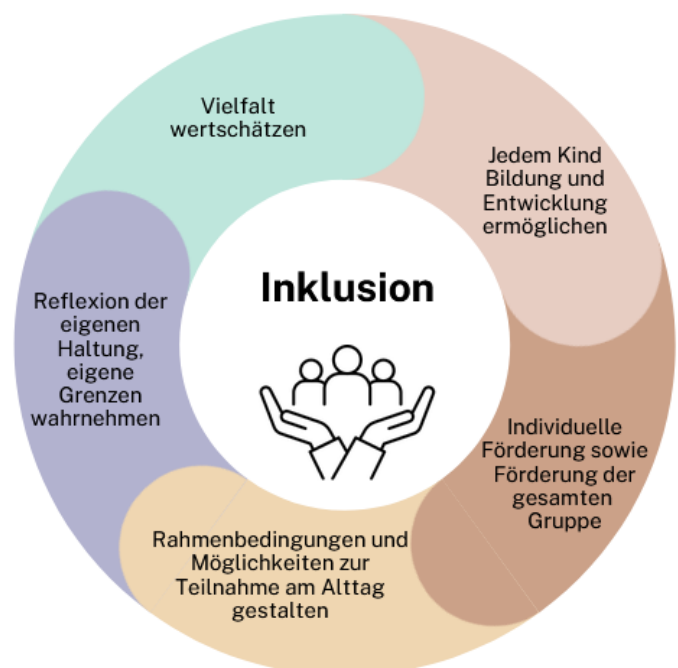 Vielfalt
wertschätzen
Jedem Kind
Bildung und
Entwicklung
ermöglichen
Inklusion
Reflexion der
eigenen
Haltung,
eigene
Grenzen
wahrnehmen
Individuelle
Förderung sowie
Förderung der
gesamten
Gruppe
Rahmenbedingungen und
Möglichkeiten zur
Teilnahme am Alttag
gestalten